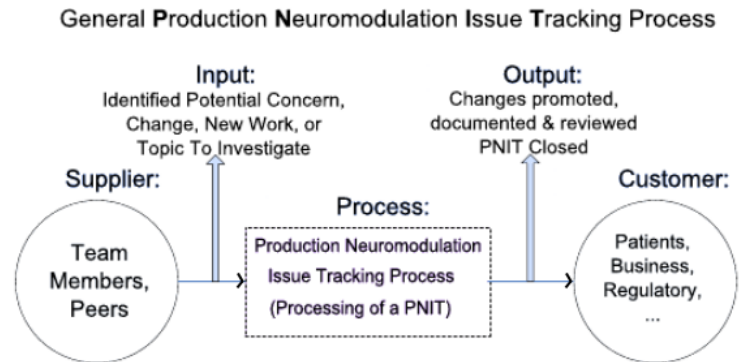 General Production Neuromodulation Issue Tracking Process
Input:
Identified Potential Concern,
Change, New Work, or
Topic To Investigate
Output:
Changes promoted,
documented & reviewed
PNIT Closed
Supplier:
Team
Members,
Peers
Process:
Production Neuromodulation
Issue Tracking Process
(Processing of a PNIT)
Customer:
Patients,
Business,
Regulatory,
...